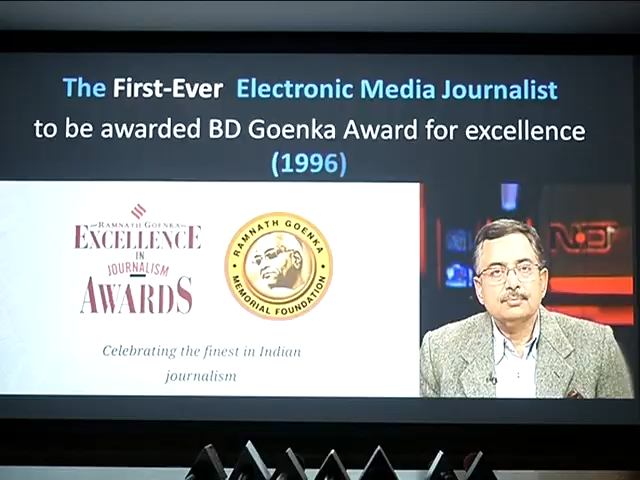 The First-Ever Electronic Media Journalist
to be awarded BD Goenka Award for excellence
(1996)
RAMNATH GOENKA
EXCELLENCE
IN
JOURNALISM
AWARDS
RAMNATH GOENKA
MEMORIAL FOUNDATION
Celebrating the finest in Indian
journalism